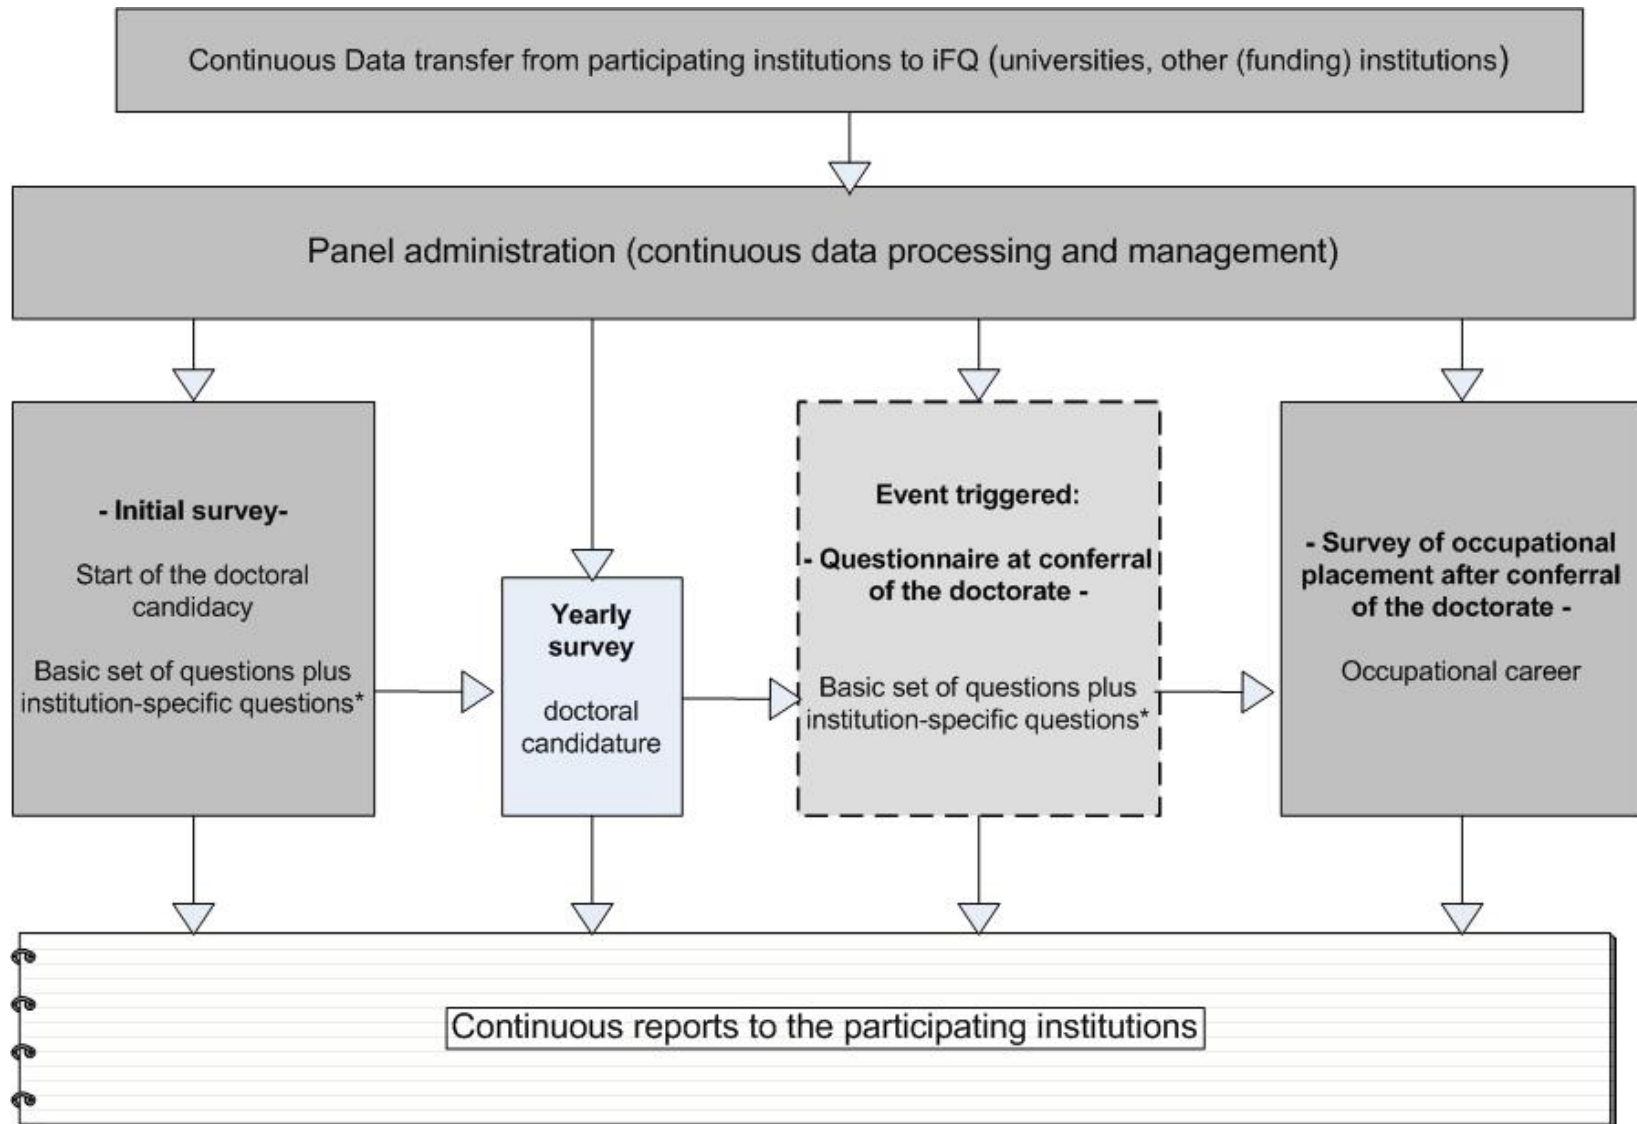 Continuous Data transfer from participating institutions to iFQ (universities, other (funding) institutions)
Panel administration (continuous data processing and management)
- Initial survey-
Start of the doctoral
candidacy
Basic set of questions plus
institution-specific questions*
Yearly
survey
doctoral
candidature
Event triggered:
- Questionnaire at conferral
of the doctorate -
Basic set of questions plus
institution-specific questions*
- Survey of occupational
placement after conferral
of the doctorate -
Occupational career
Continuous reports to the participating institutions